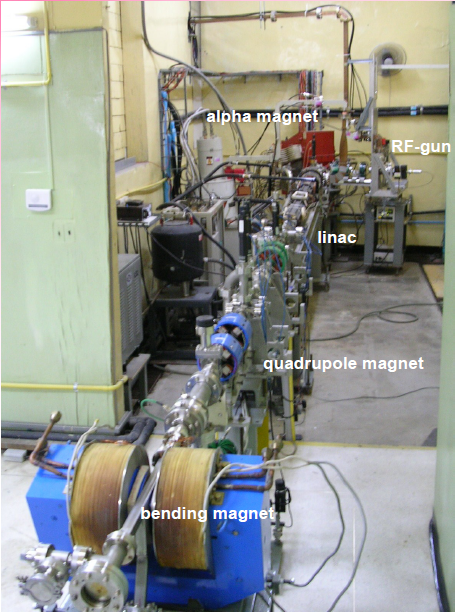 alpha magnet
RF-gun
linac
quadrupole magnet
bending magnet